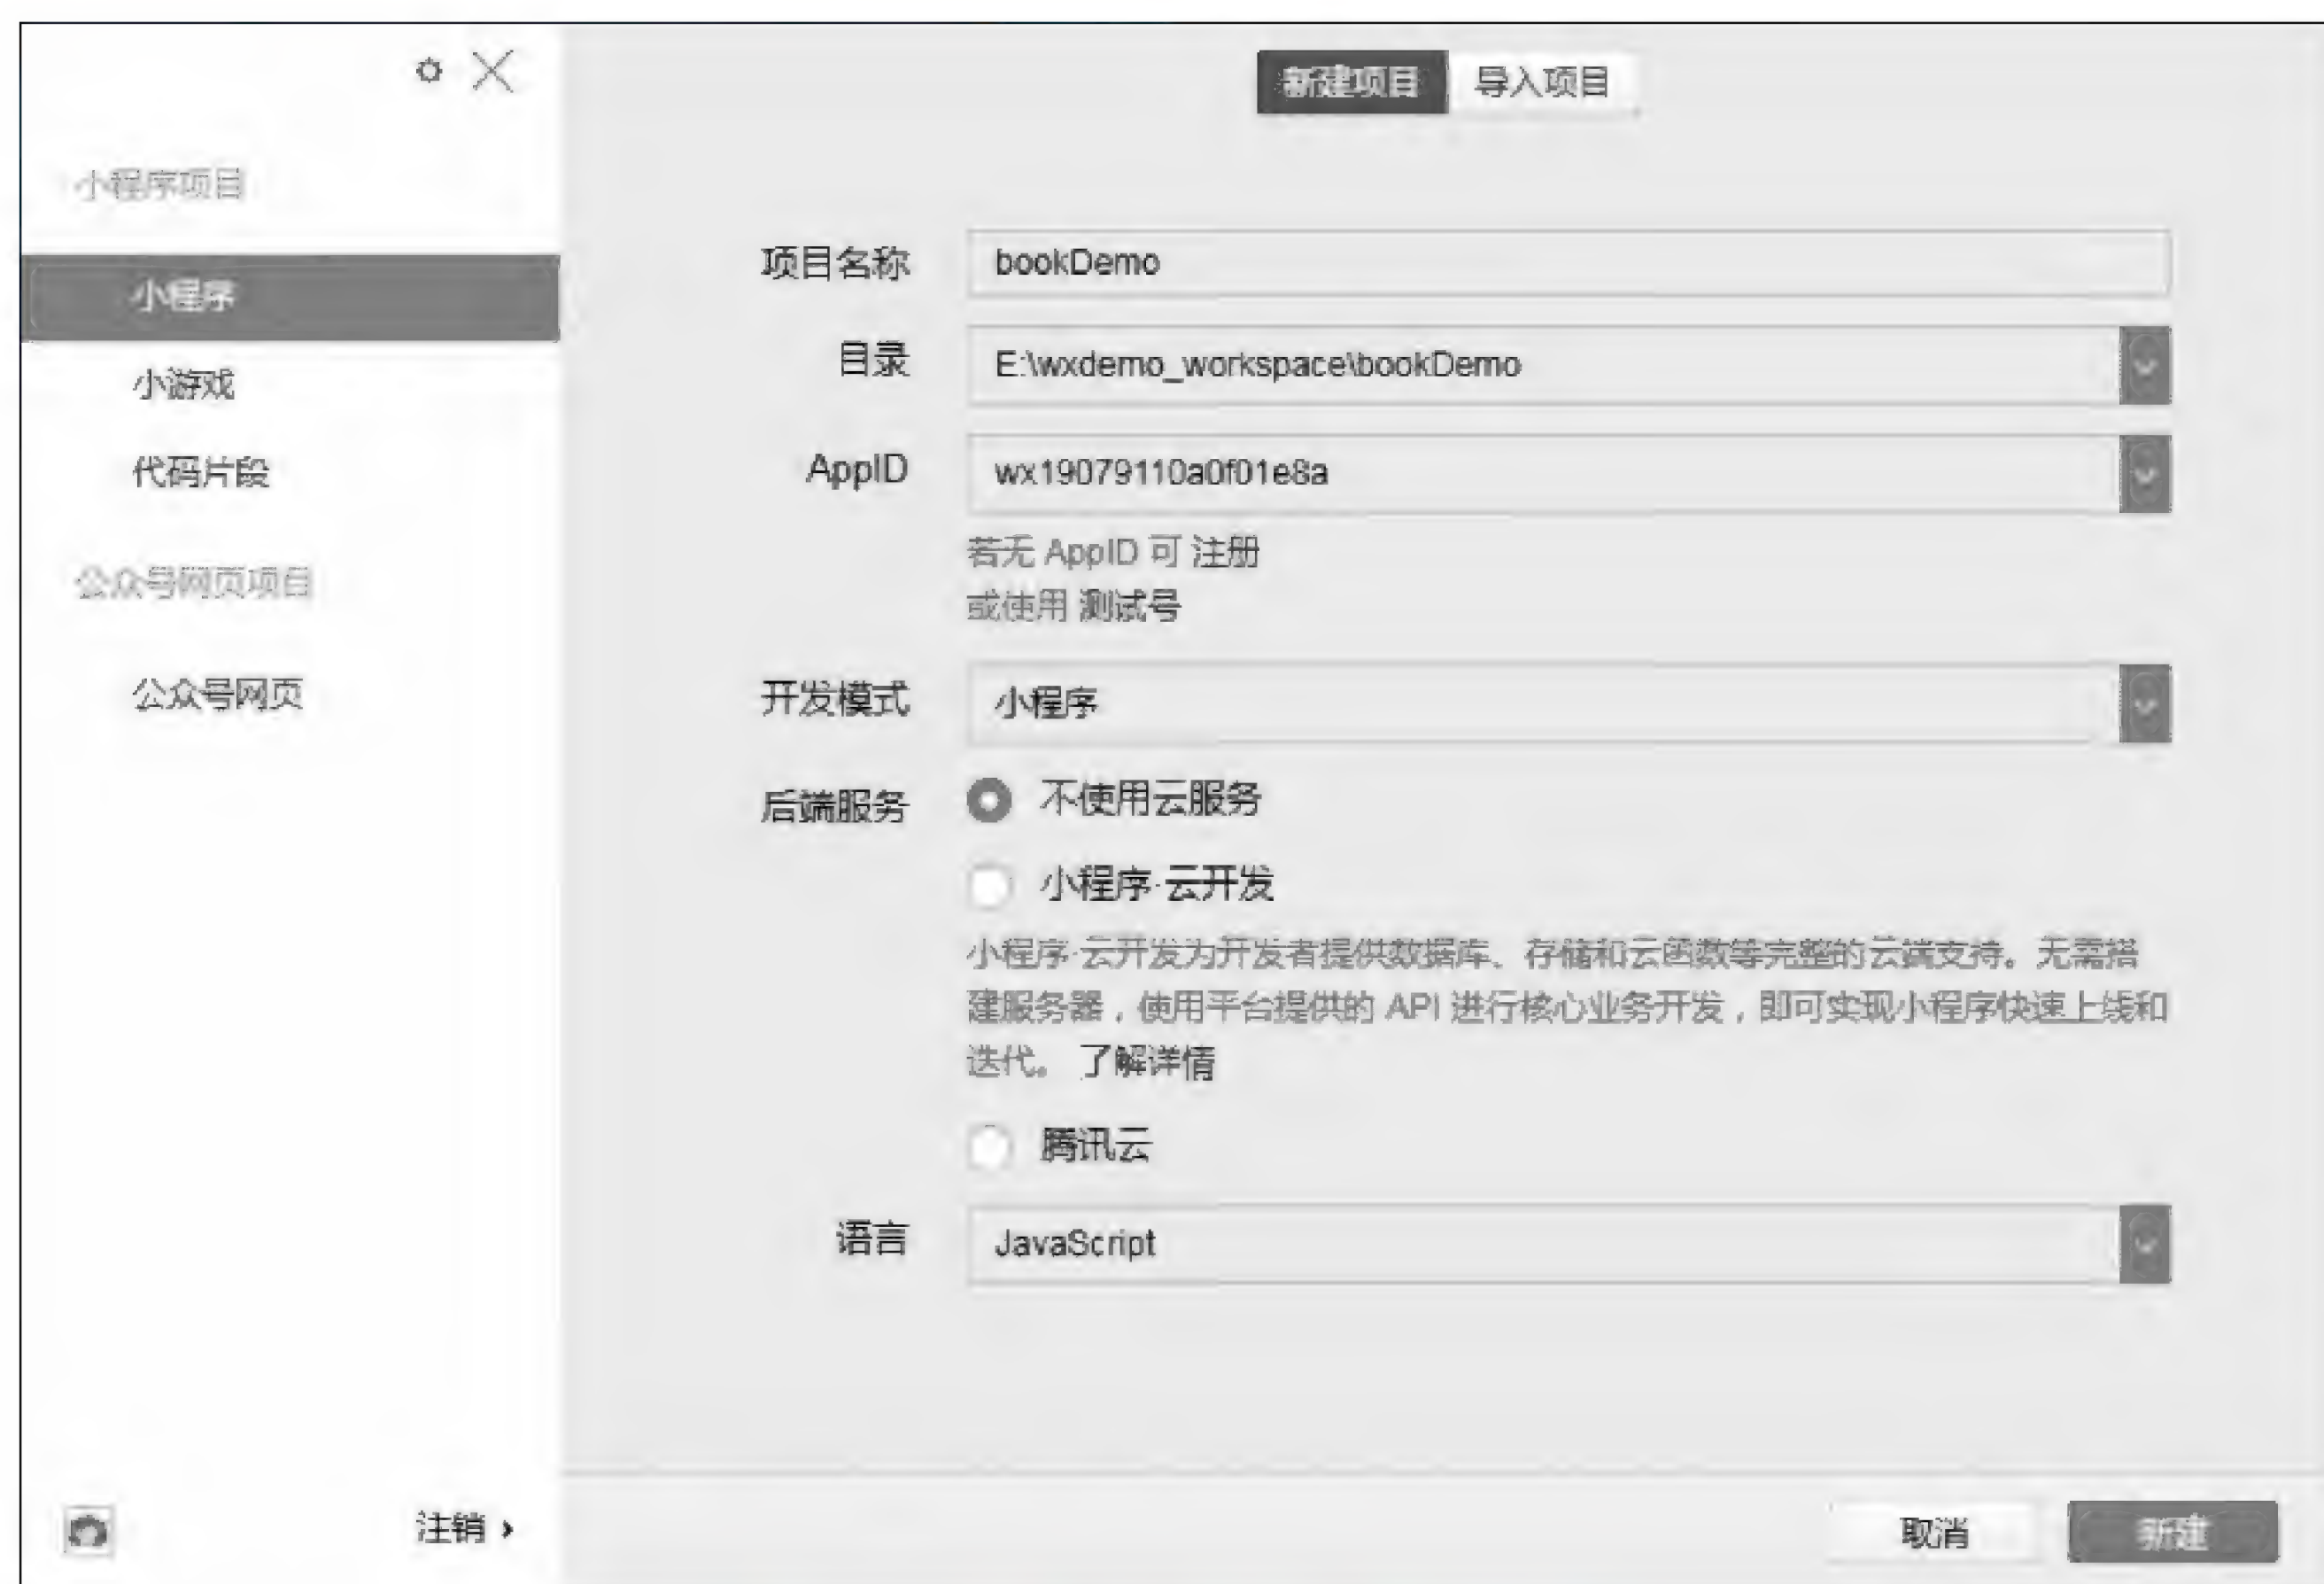 新建项目 导入项目
小程序项目
小程序
小游戏
代码片段
公众号网页项目
公众号网页
注销
项目名称 bookDemo
目录 E:\wxdemo_workspace\bookDemo
AppID wx19079110a0f01e8a
若无 AppID 可 注册
或使用 测试号
开发模式 小程序
后端服务 不使用云服务
小程序·云开发
小程序·云开发为开发者提供数据库、存储和云函数等完整的云端支持。无需搭
建服务器，使用平台提供的 API 进行核心业务开发，即可实现小程序快速上线和
迭代。 了解详情
腾讯云
语言 JavaScript
取消 新建